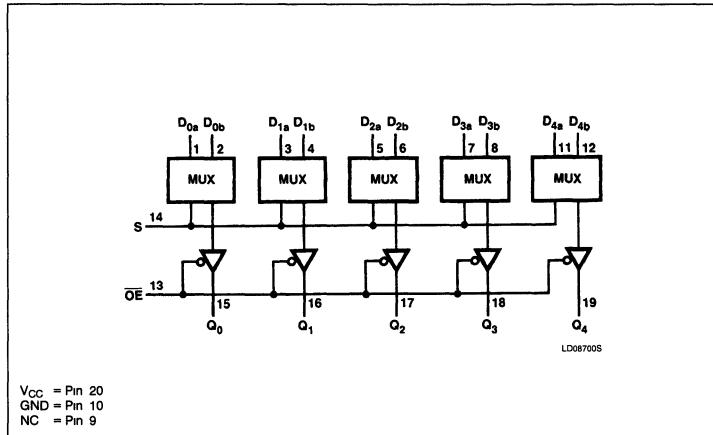 D0a D0b D1a D1b D2a D2b D3a D3b D4a D4b
1 2 3 4 5 6 7 8 11 12
MUX MUX MUX MUX MUX
S 14
OE 13
15 16 17 18 19
Q0 Q1 Q2 Q3 Q4
LD08700S
VCC = Pin 20
GND = Pin 10
NC = Pin 9